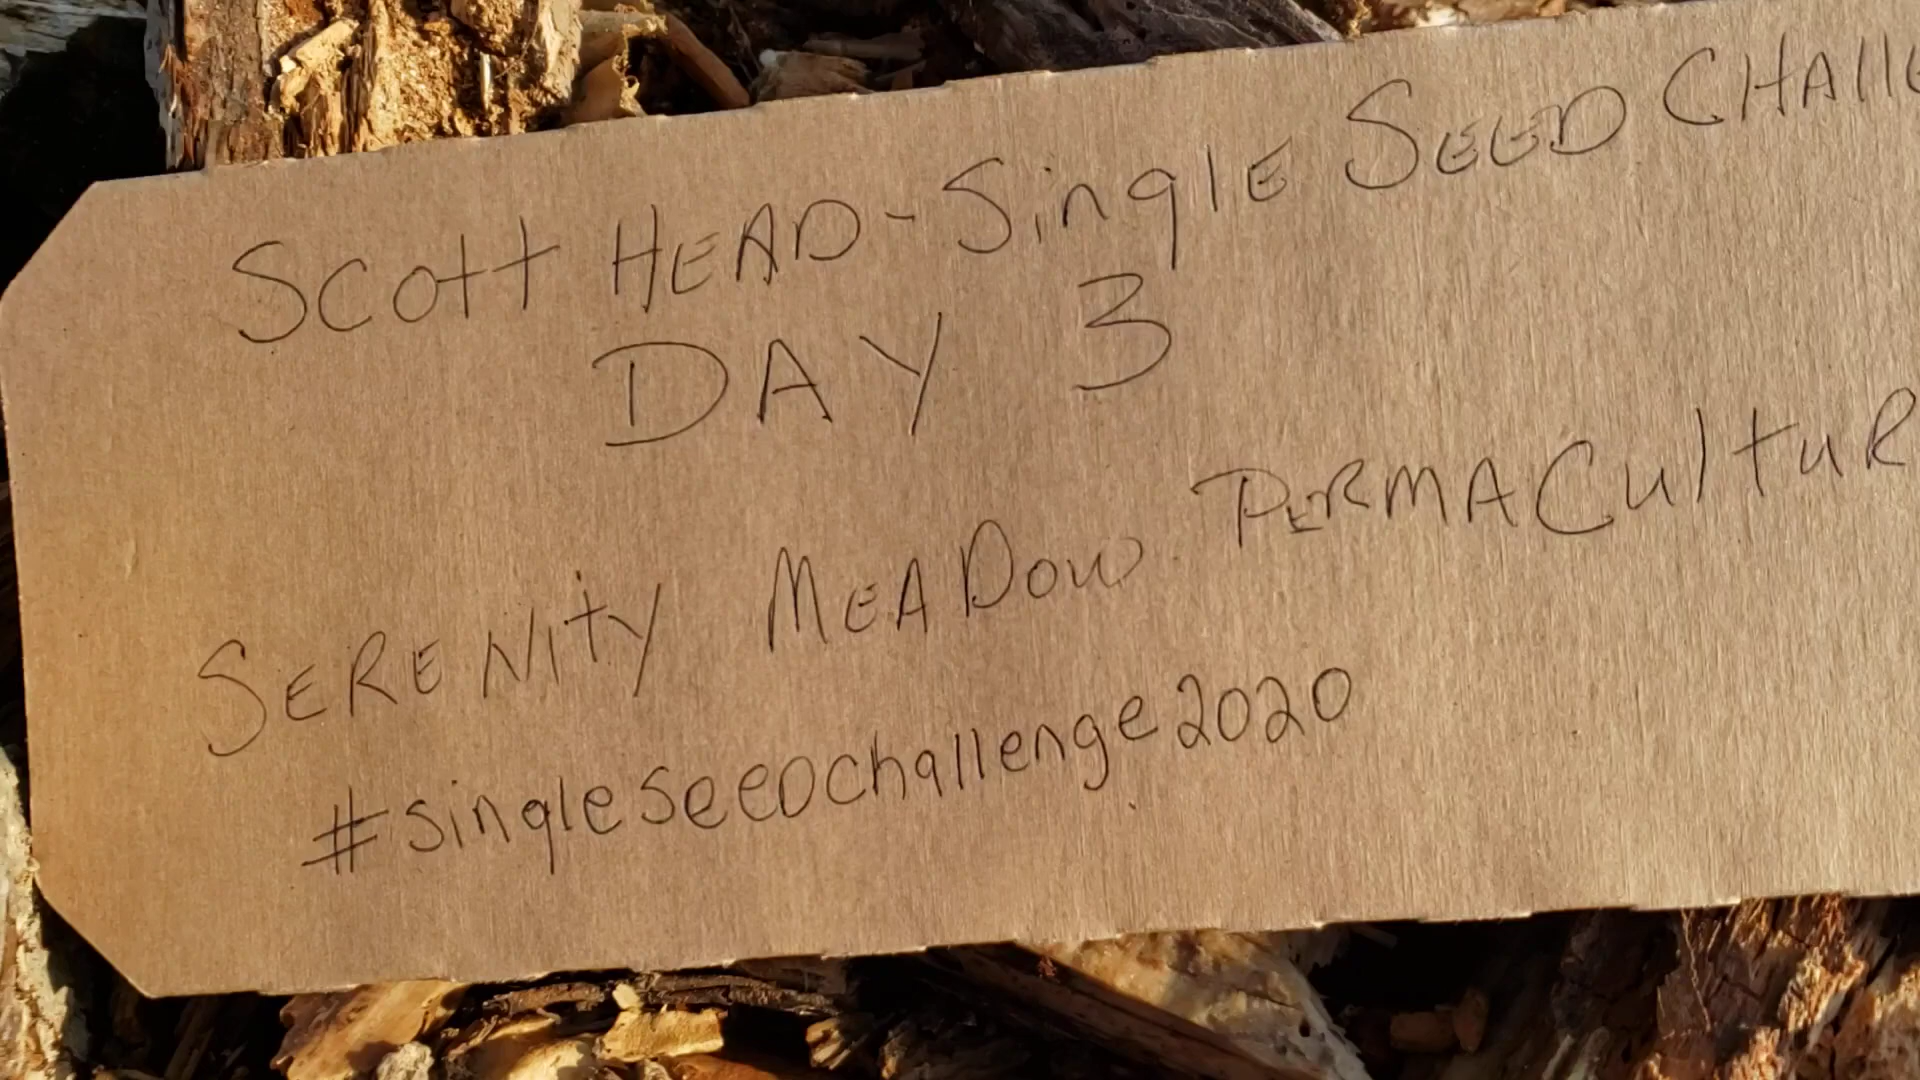 Scott HEAD - Single SEED CHAll
DAY 3
SERENity MEADow PERMACultuR
#singleseeDchallenge2020